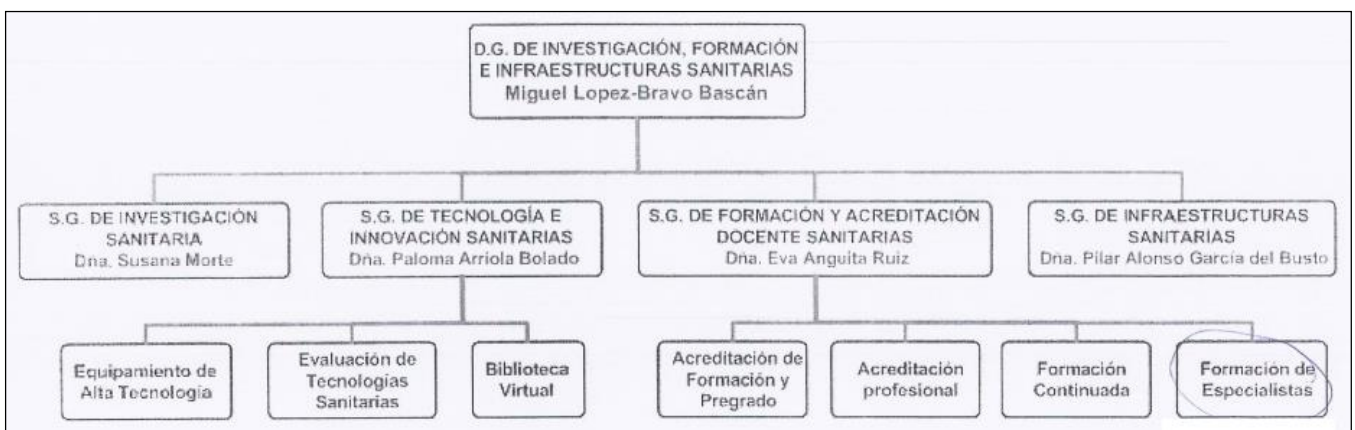 D.G. DE INVESTIGACIÓN, FORMACIÓN
E INFRAESTRUCTURAS SANITARIAS
Miguel Lopez-Bravo Bascán
S.G. DE INVESTIGACIÓN
SANITARIA
Dña. Susana Morte
S.G. DE TECNOLOGÍA E
INNOVACIÓN SANITARIAS
Dña. Paloma Arriola Bolado
S.G. DE FORMACIÓN Y ACREDITACIÓN
DOCENTE SANITARIAS
Dña. Eva Anguita Ruiz
S.G. DE INFRAESTRUCTURAS
SANITARIAS
Dna. Pilar Alonso García del Busto
Equipamiento de
Alta Tecnología
Evaluación de
Tecnologías
Sanitarias
Biblioteca
Virtual
Acreditación de
Formación y
Pregrado
Acreditación
profesional
Formación
Continuada
Formación de
Especialistas